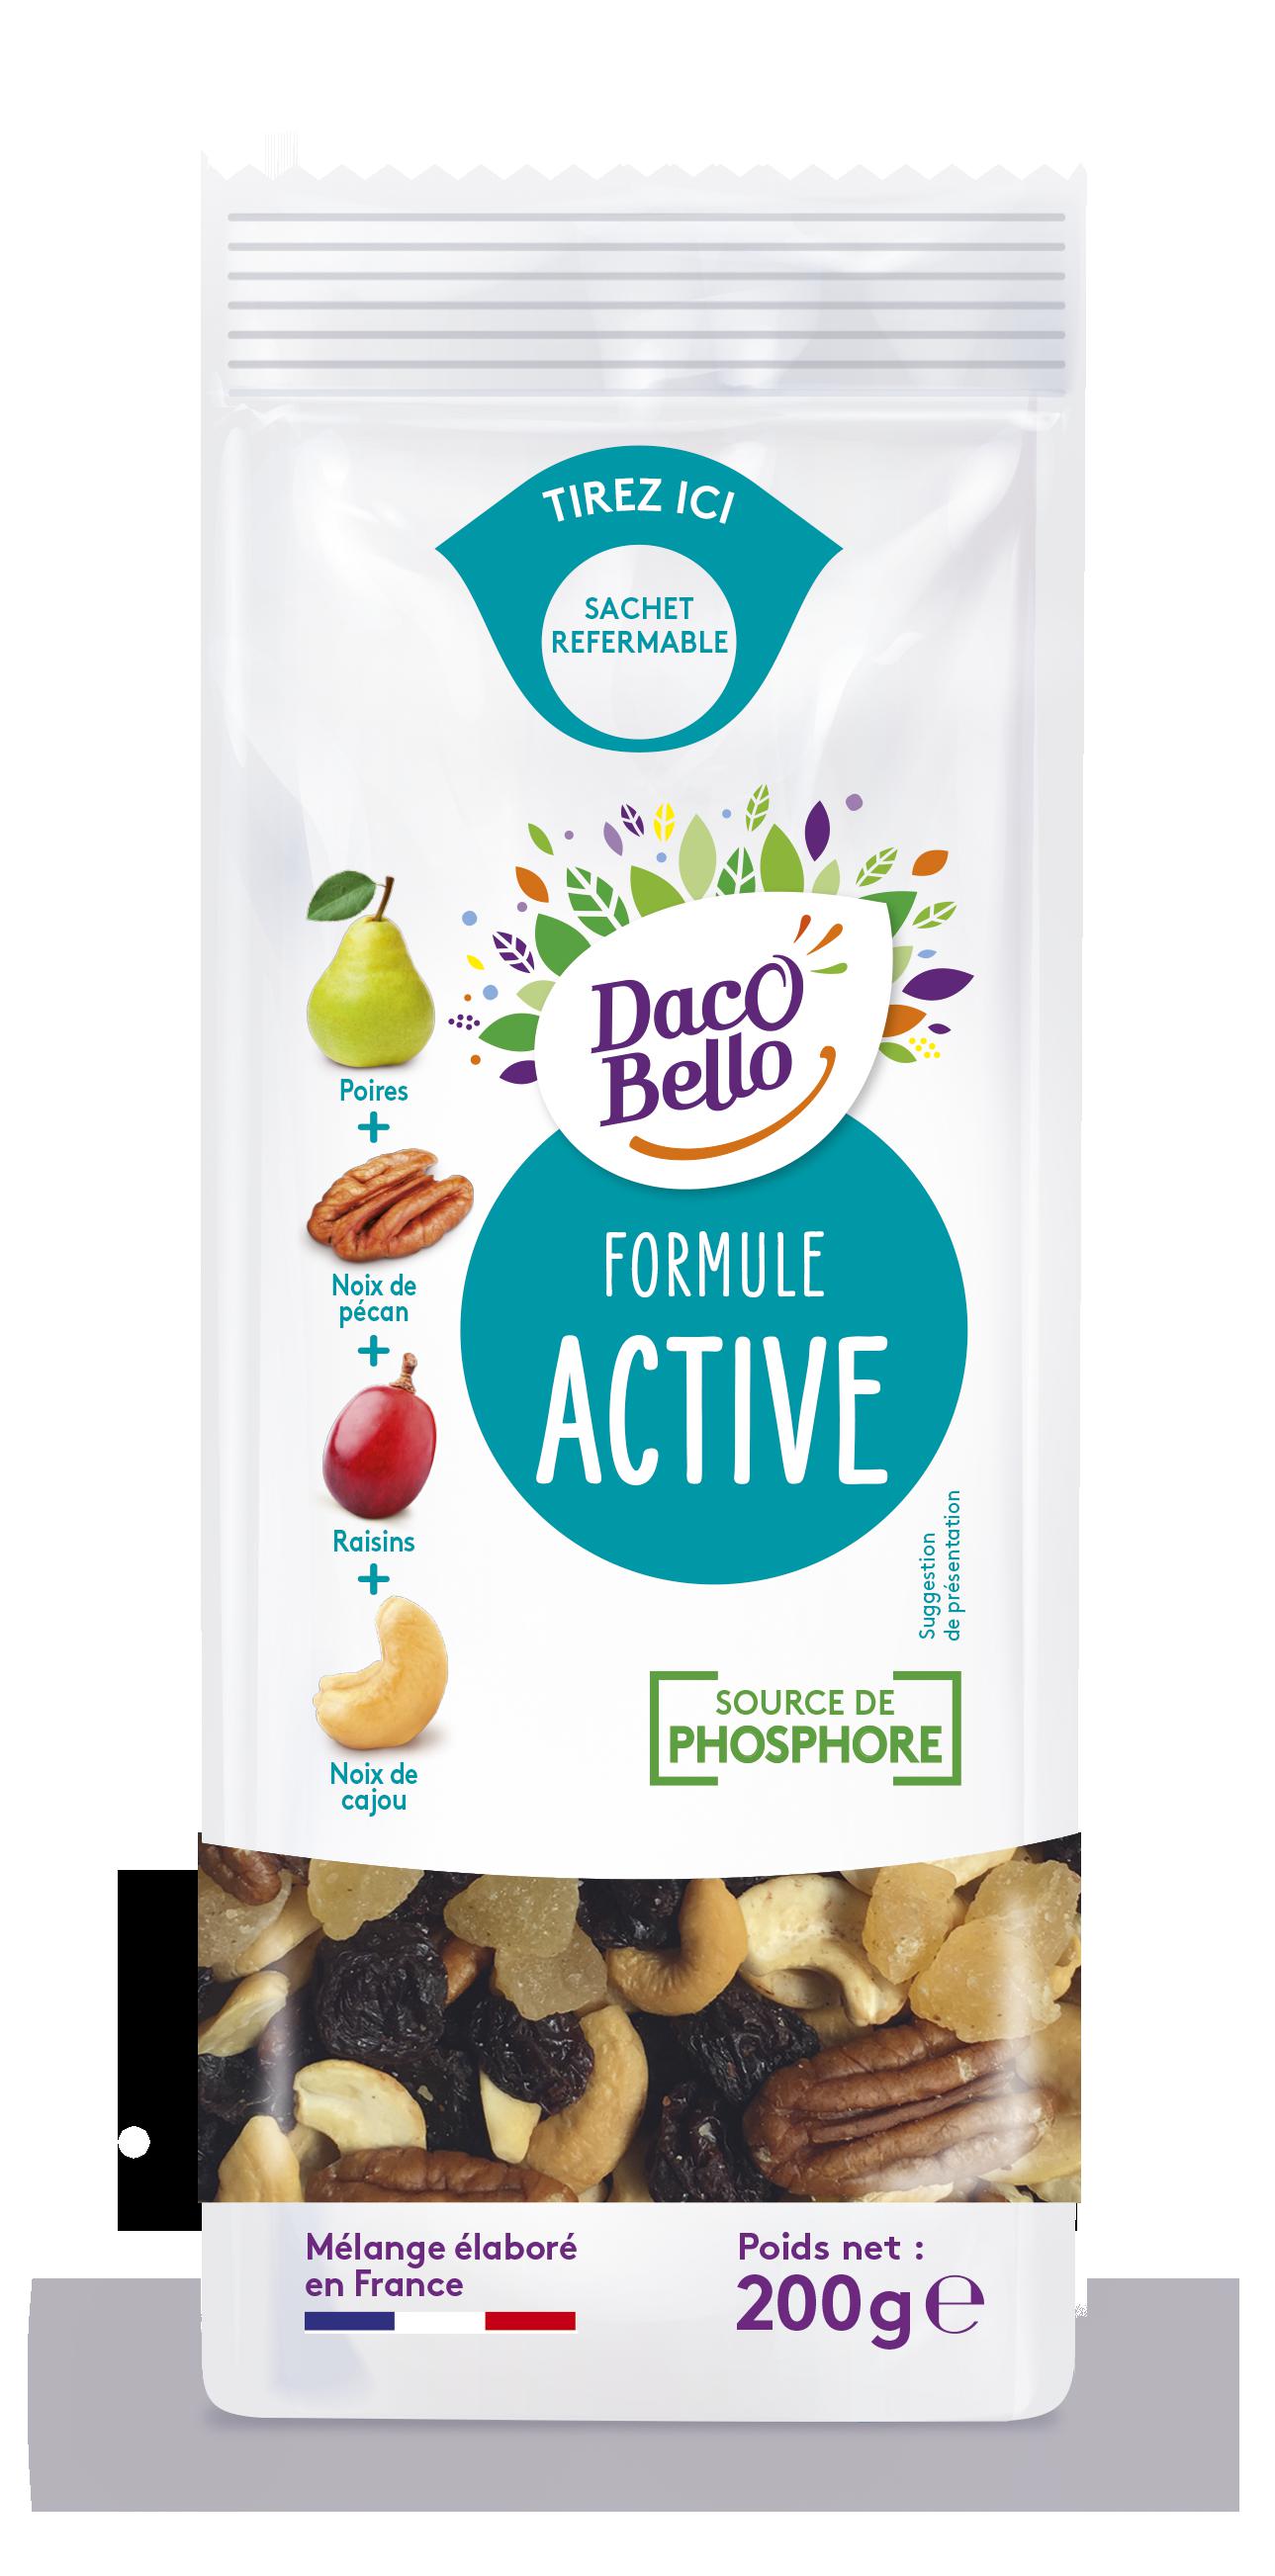 TIREZ ICI
SACHET
REFERMABLE
Daco
Bello
Poires
+
Noix de
pécan
+
Raisins
+
Noix de
cajou
FORMULE
ACTIVE
Suggestion
de présentation
SOURCE DE
PHOSPHORE
Mélange élaboré
en France
Poids net :
200g ℮